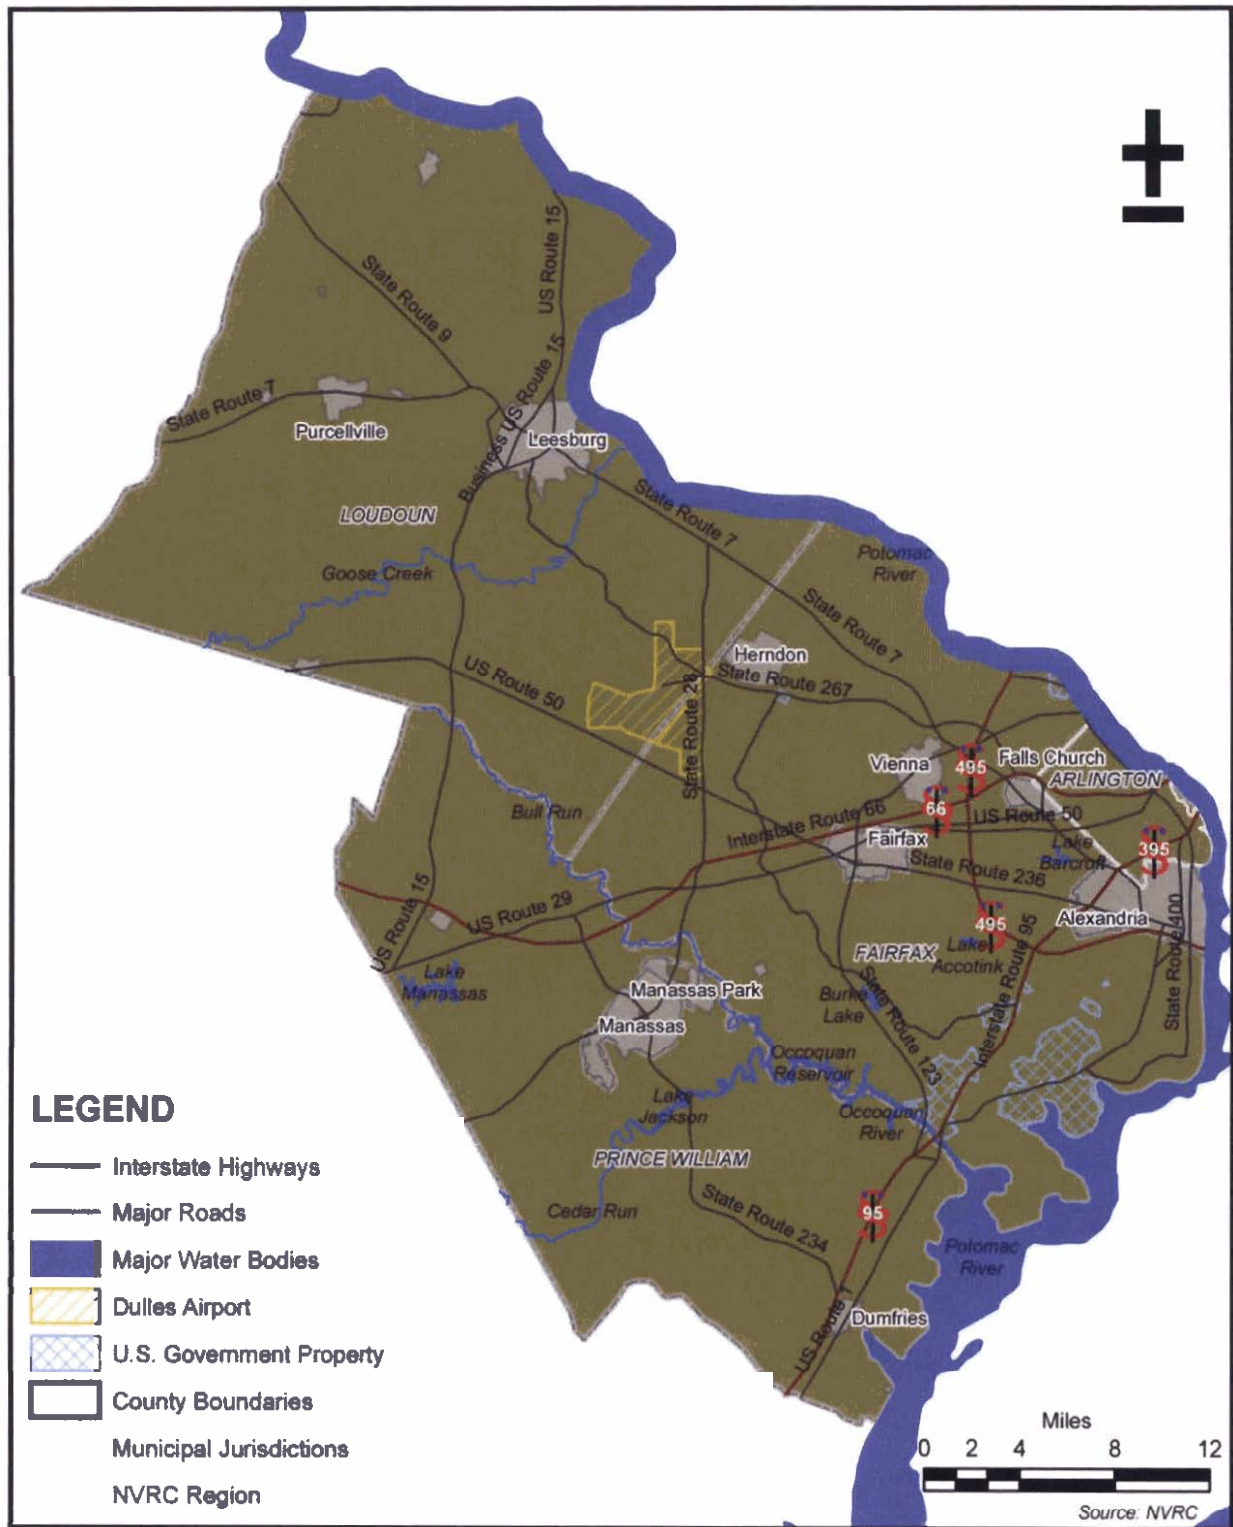 US Route 15
State Route 9
US Route 15
Business
State Route 7
Purcellville
Leesburg
LOUDOUN
State Route 7
Goose Creek
Potomac
River
State Route 7
Herndon
State Route 267
US Route 50
State Route 28
Vienna
495
Falls Church
ARLINGTON
66
Bull Run
Interstate Route 66
US Route 50
Fairfax
Lake
Barcroft
395
State Route 236
US Route 15
US Route 29
Alexandria
495
FAIRFAX
Lake
Accotink
Interstate Route 95
State Route 400
Lake
Manassas
Manassas Park
Burke
Lake
State Route 123
Manassas
Occoquan
Reservoir
Lake
Jackson
Occoquan
River
PRINCE WILLIAM
Cedar Run
State Route 234
95
Potomac
River
US Route 1
Dumfries
LEGEND
Interstate Highways
Major Roads
Major Water Bodies
Dulles Airport
U.S. Government Property
County Boundaries
Municipal Jurisdictions
NVRC Region
Miles
0 2 4 8 12
Source: NVRC